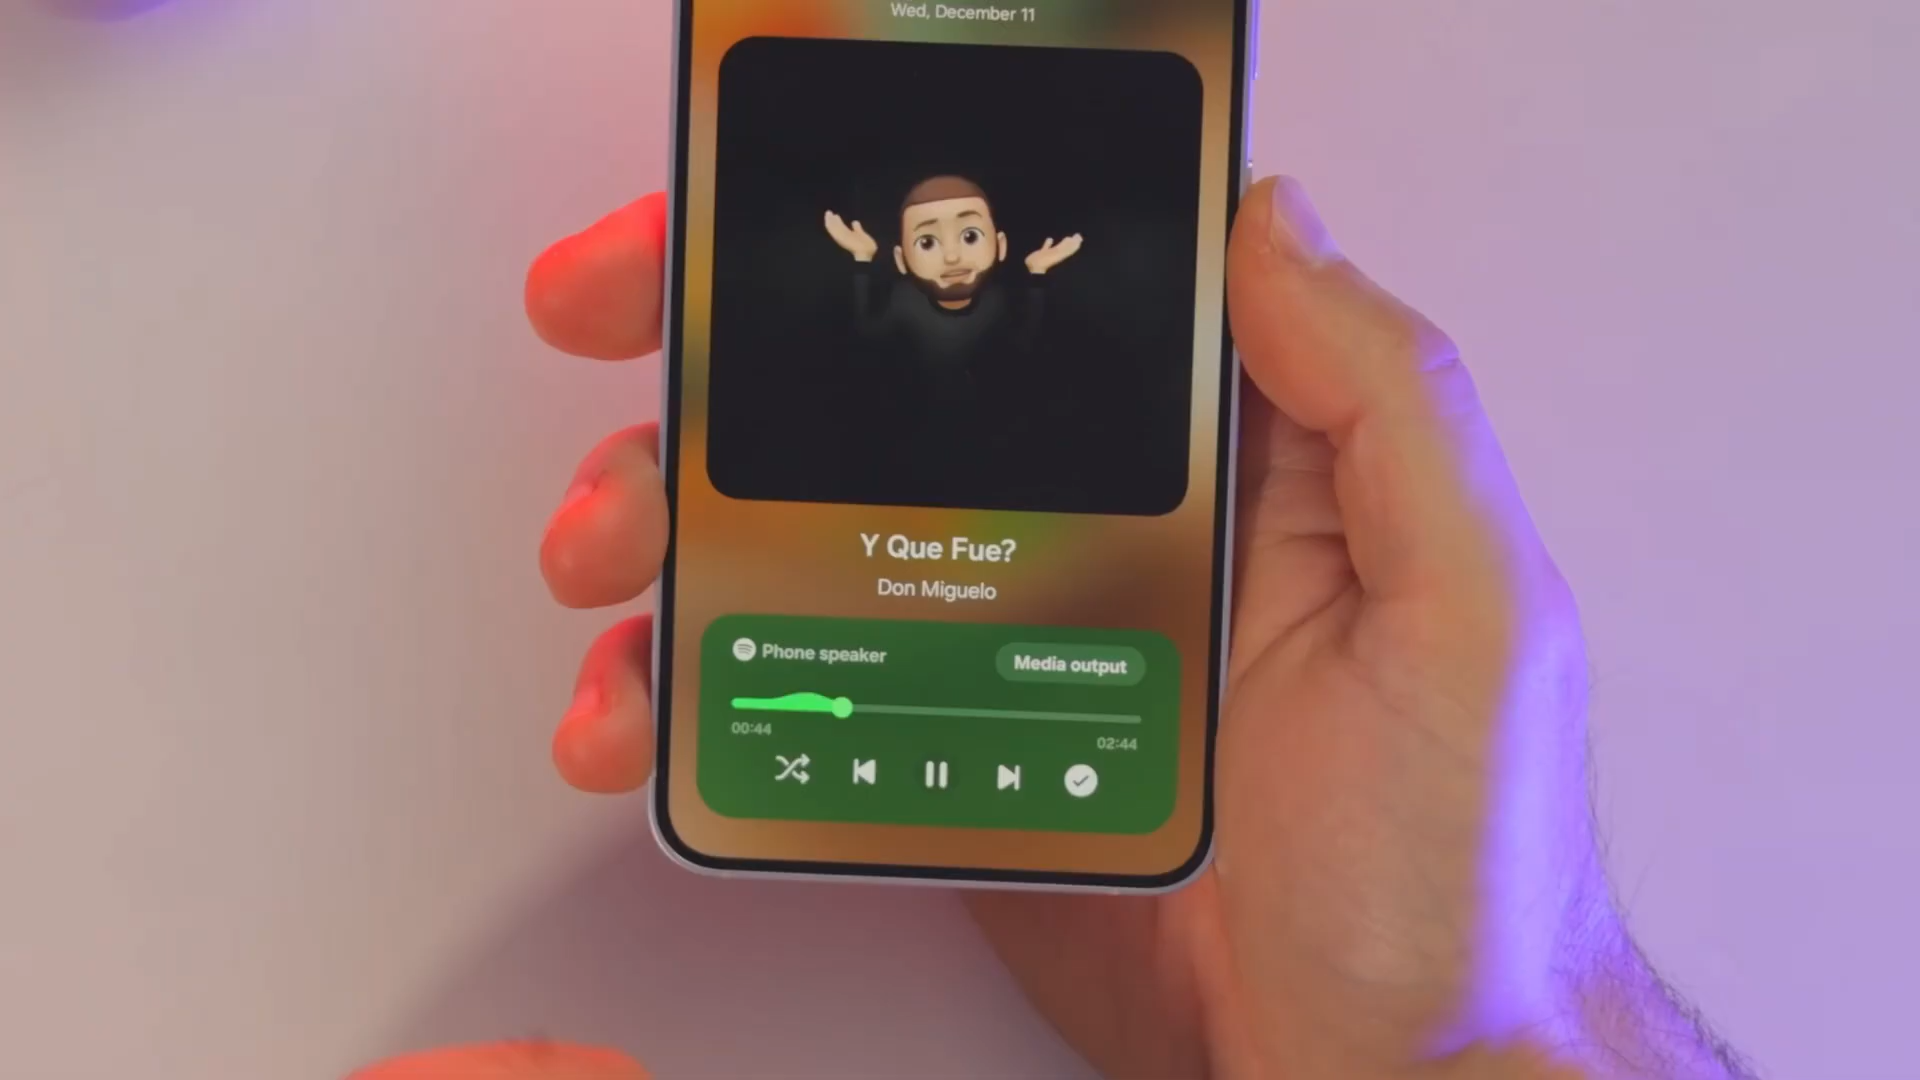 Wed, December 11
Y Que Fue?
Don Miguelo
Phone speaker
Media output
00:44
02:44